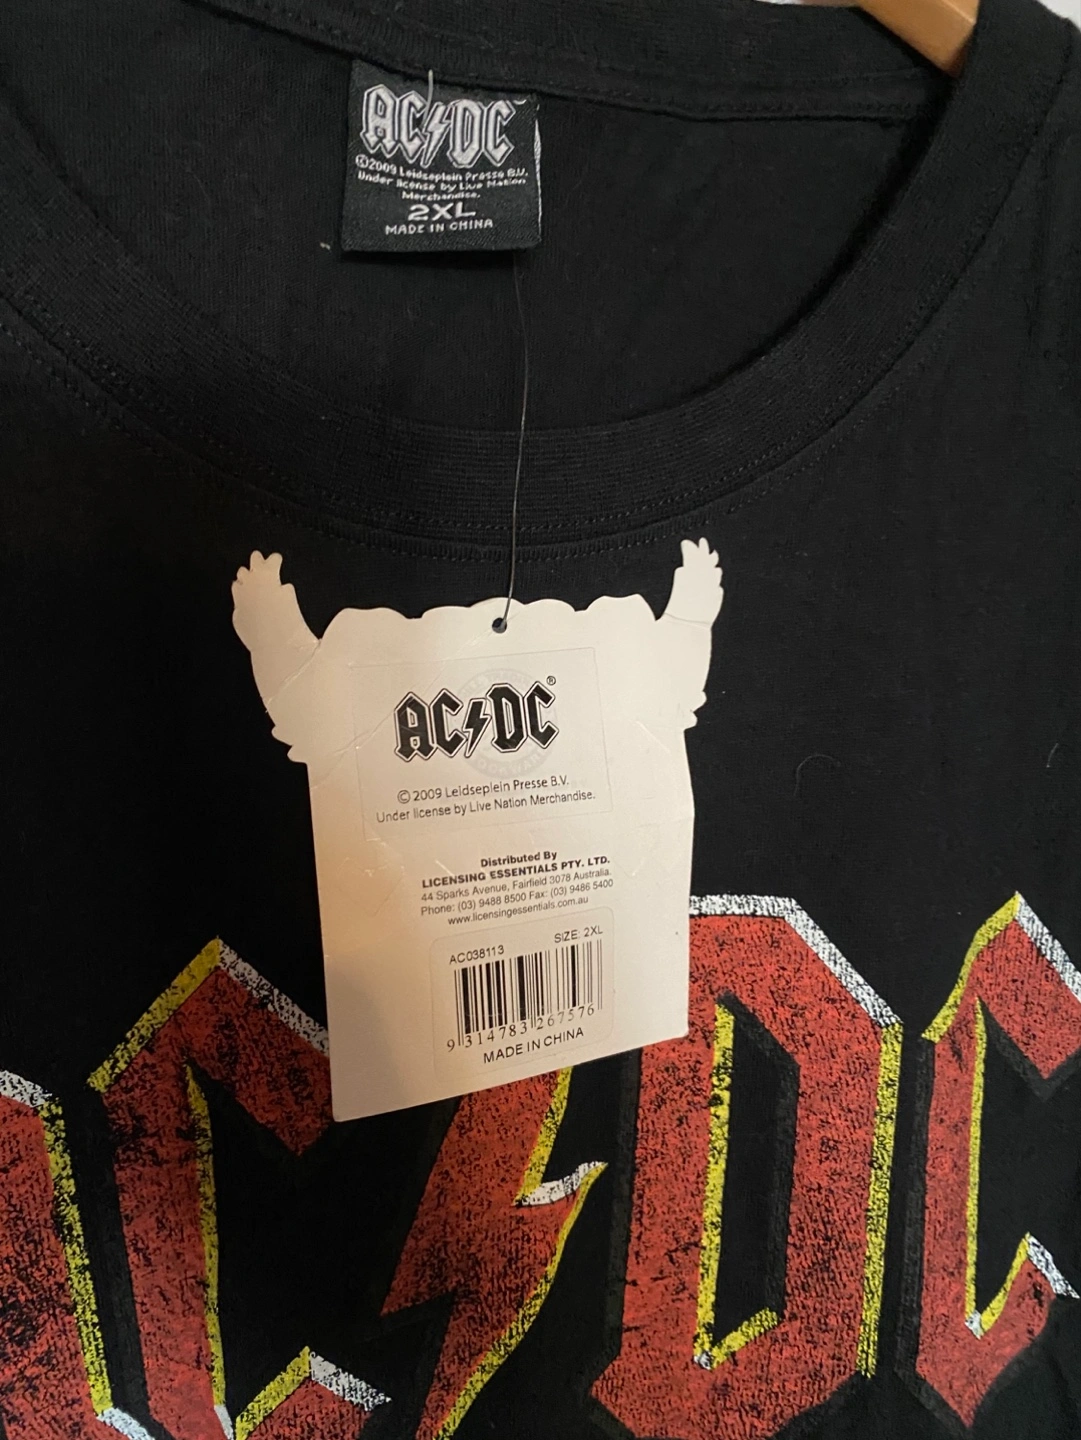 AC⚡DC
©2009 Leidseplein Presse B.V.
Under license by Live Nation
Merchandise.
2XL
MADE IN CHINA
AC⚡DC®
© 2009 Leidseplein Presse B.V.
Under license by Live Nation Merchandise.
Distributed By
LICENSING ESSENTIALS PTY. LTD.
44 Sparks Avenue, Fairfield 3078 Australia.
Phone: (03) 9488 8500 Fax: (03) 9486 5400
www.licensingessentials.com.au
AC038113 SIZE: 2XL
9 314783 267576
MADE IN CHINA
AC⚡DC